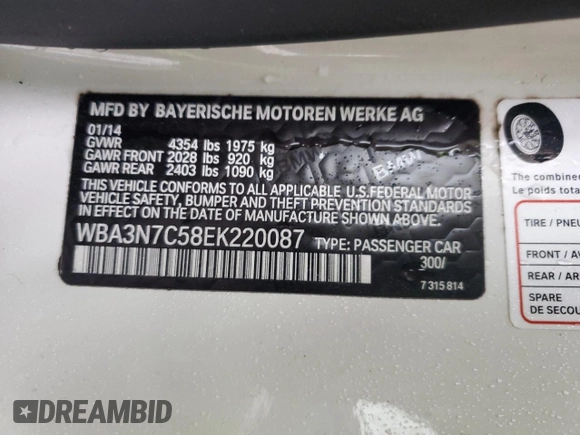 MFD BY BAYERISCHE MOTOREN WERKE AG
01/14
GVWR 4354 lbs 1975 kg
GAWR FRONT 2028 lbs 920 kg
GAWR REAR 2403 lbs 1090 kg
THIS VEHICLE CONFORMS TO ALL APPLICABLE U.S.FEDERAL MOTOR
VEHICLE SAFETY, BUMPER AND THEFT PREVENTION STANDARDS
IN EFFECT ON THE DATE OF MANUFACTURE SHOWN ABOVE.
WBA3N7C58EK220087 TYPE: PASSENGER CAR
300/
7 315 814
BMW
BMW
The combined
Le poids total
TIRE / PNEU
FRONT / AV
REAR / AR
SPARE
DE SECOU
DREAMBID